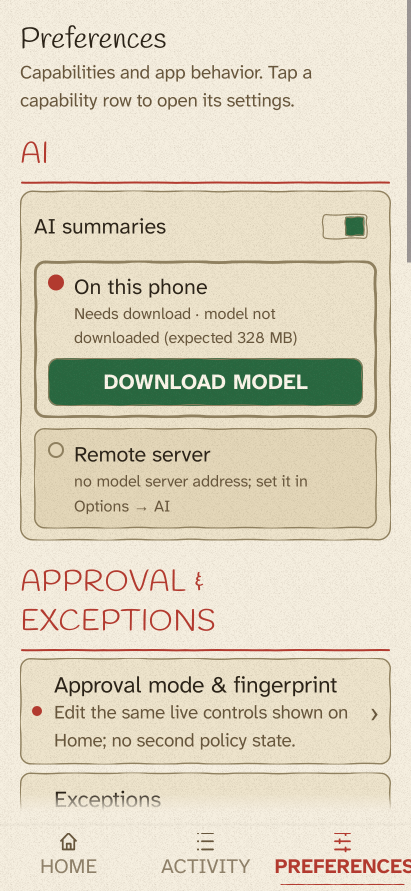 Preferences
Capabilities and app behavior. Tap a
capability row to open its settings.
AI
AI summaries
On this phone
Needs download · model not
downloaded (expected 328 MB)
DOWNLOAD MODEL
Remote server
no model server address; set it in
Options → AI
APPROVAL &
EXCEPTIONS
Approval mode & fingerprint
Edit the same live controls shown on
Home; no second policy state.
Exceptions
HOME
ACTIVITY
PREFERENCES